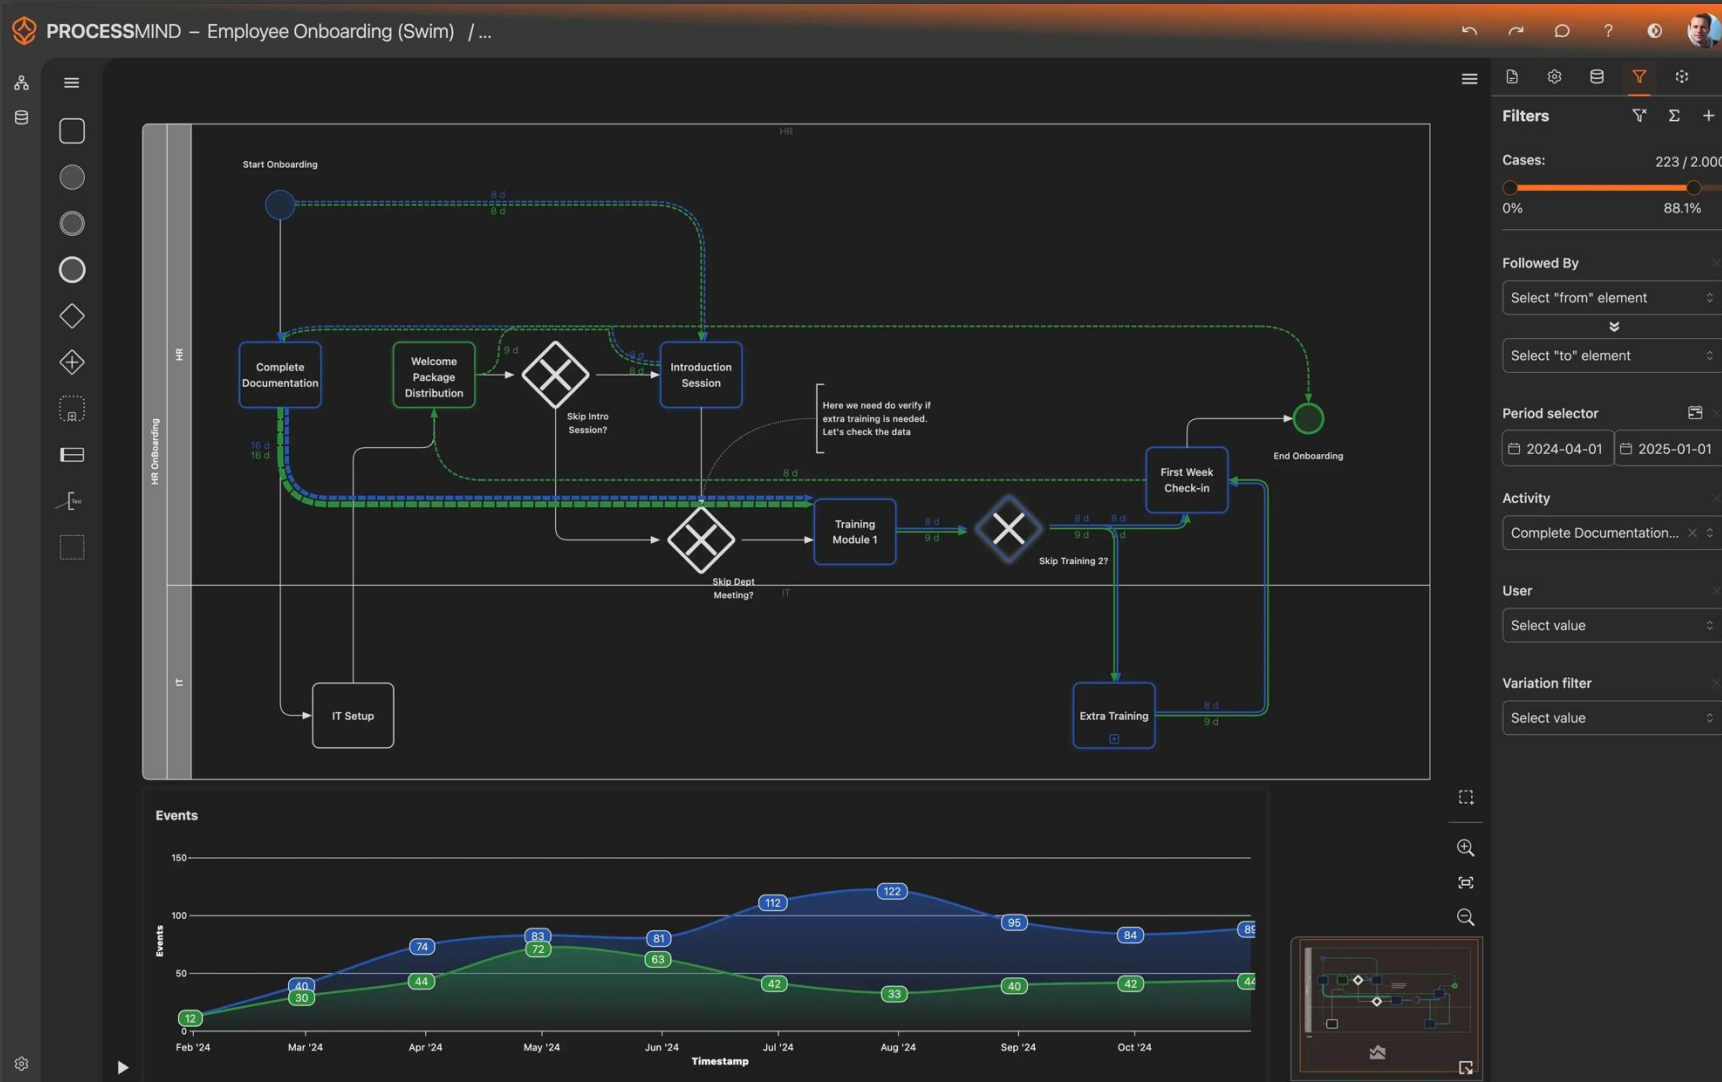 PROCESSMIND – Employee Onboarding (Swim) / ...
Filters
Cases:
223 / 2.000
0%
88.1%
Followed By
Select "from" element
Select "to" element
Period selector
2024-04-01
2025-01-01
Activity
Complete Documentation...
User
Select value
Variation filter
Select value
HR
Start Onboarding
8 d
8 d
HR OnBoarding
HR
IT
Complete
Documentation
Welcome
Package
Distribution
9 d
Skip Intro
Session?
8 d
Introduction
Session
Here we need do verify if
extra training is needed.
Let's check the data
16 d
16 d
8 d
First Week
Check-in
End Onboarding
Training
Module 1
8 d
9 d
Skip Training 2?
8 d
9 d
8 d
Skip Dept
Meeting?
IT
IT Setup
Extra Training
8 d
9 d
Text
Events
150
100
50
0
Events
12
40
30
74
44
83
72
81
63
112
42
122
33
95
40
84
42
89
44
Feb '24
Mar '24
Apr '24
May '24
Jun '24
Jul '24
Aug '24
Sep '24
Oct '24
Timestamp